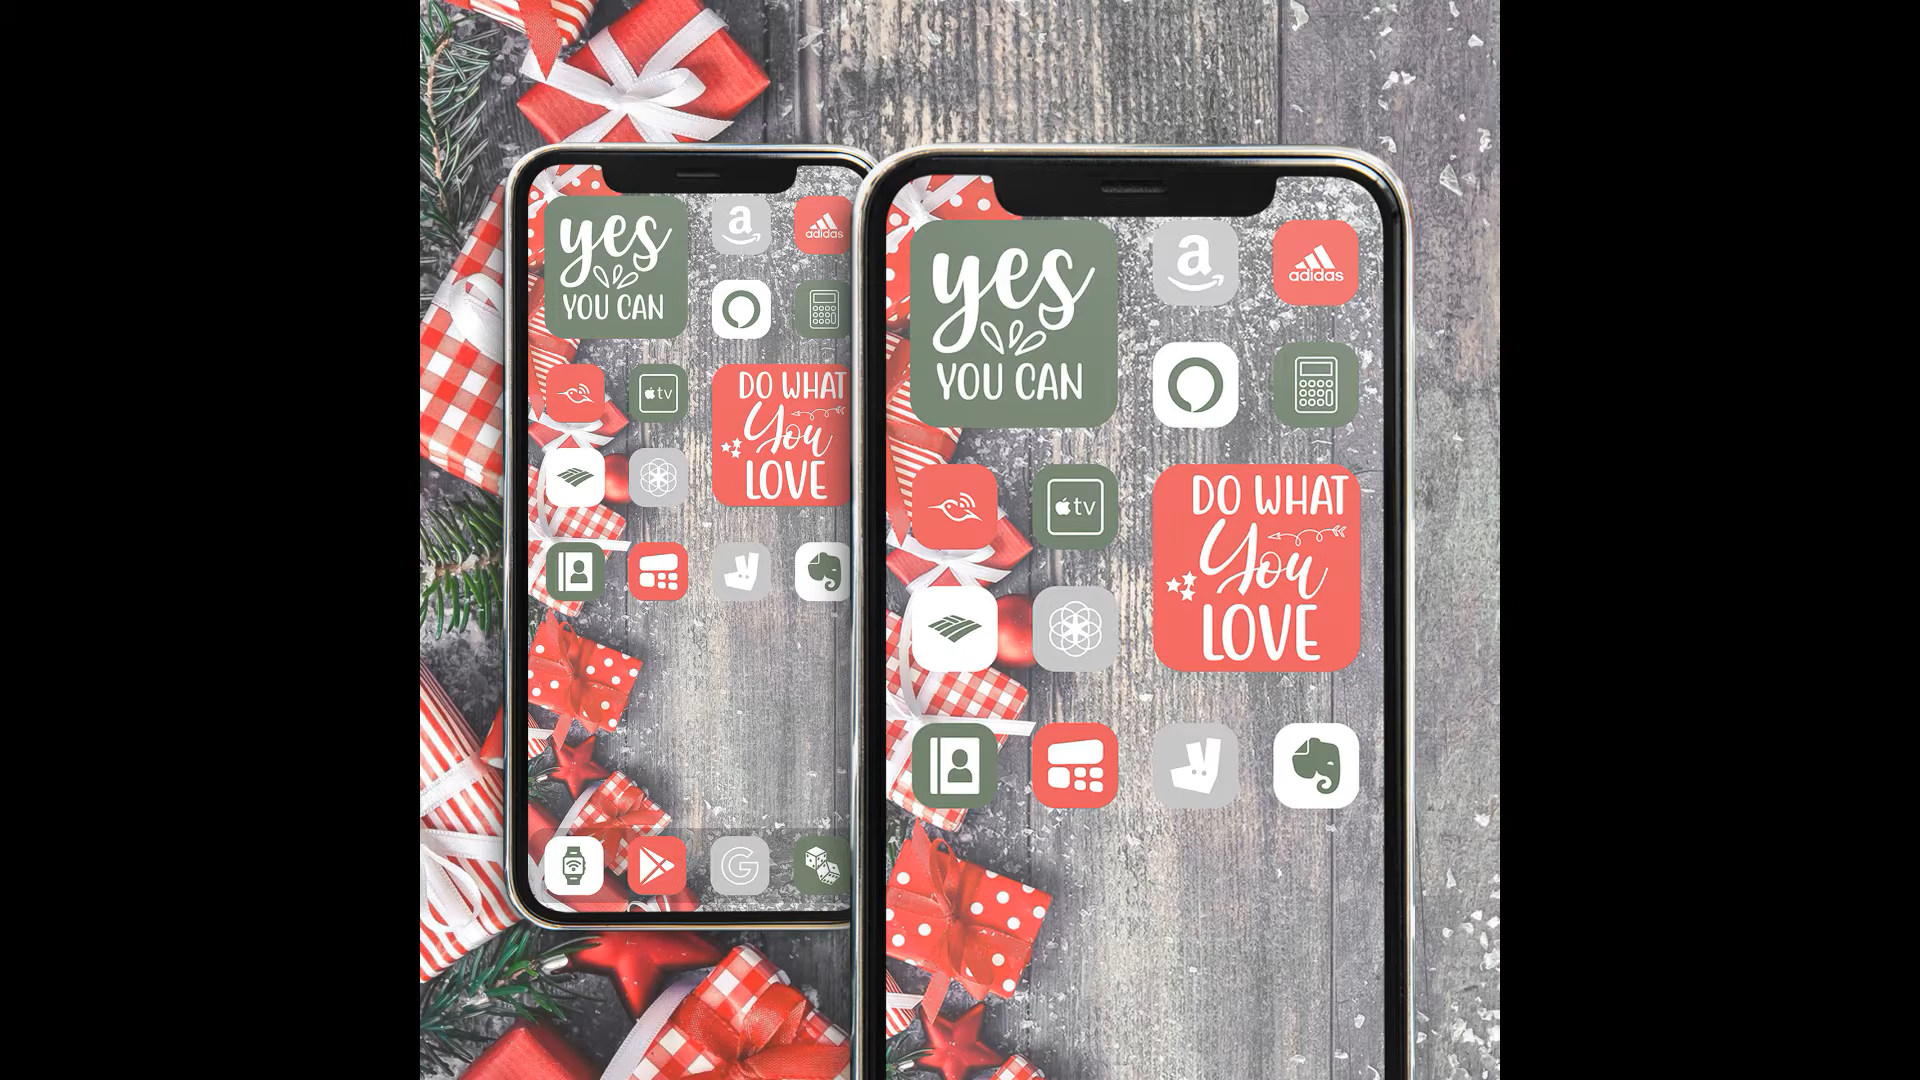 yes
YOU CAN
a
adidas
tv
DO WHAT
You
LOVE
G
yes
YOU CAN
a
adidas
tv
DO WHAT
You
LOVE